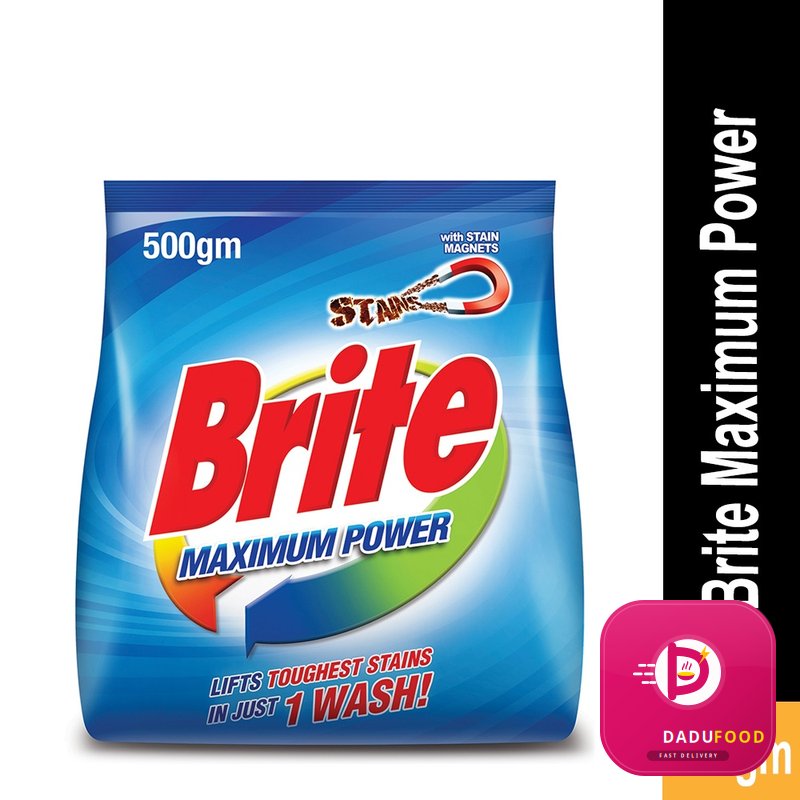 500gm
with STAIN
MAGNETS
STAINS
Brite
MAXIMUM POWER
LIFTS TOUGHEST STAINS
IN JUST 1 WASH!
Brite Maximum Power
DADUFOOD
FAST DELIVERY
gm